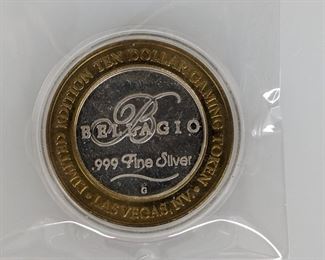 LIMITED EDITION TEN DOLLAR GAMING TOKEN
B
BELLAGIO
.999 Fine Silver
G
• LAS VEGAS, NV. •